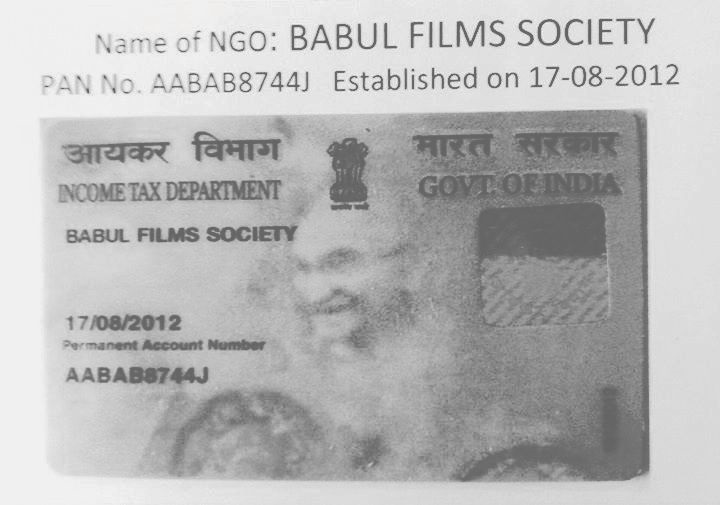 Name of NGO: BABUL FILMS SOCIETY
PAN No. AABAB8744J Established on 17-08-2012
आयकर विभाग
INCOME TAX DEPARTMENT
भारत सरकार
GOVT. OF INDIA
BABUL FILMS SOCIETY
17/08/2012
Permanent Account Number
AABAB8744J